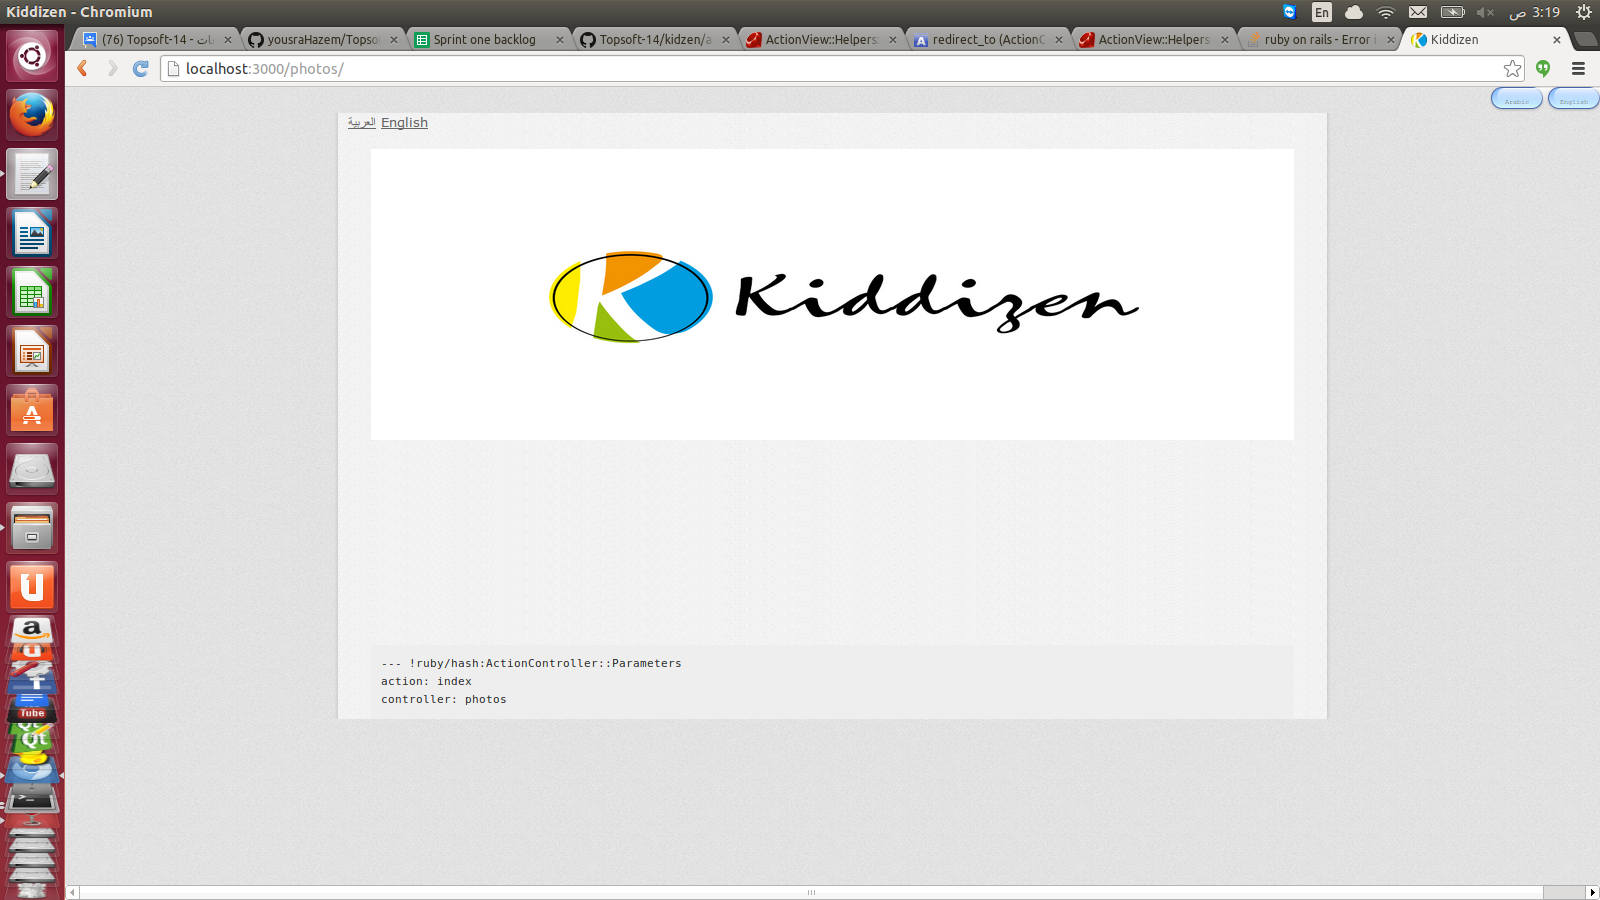 Kiddizen - Chromium
En
3:19 ص
(76) Topsoft-14 -
yousraHazem/Topso
Sprint one backlog
Topsoft-14/kidzen/a
ActionView::Helpers:
redirect_to (ActionC
ActionView::Helpers:
ruby on rails - Error i
Kiddizen
localhost:3000/photos/
Arabic
English
العربية English
Kiddizen
--- !ruby/hash:ActionController::Parameters
action: index
controller: photos
Tube
Qt